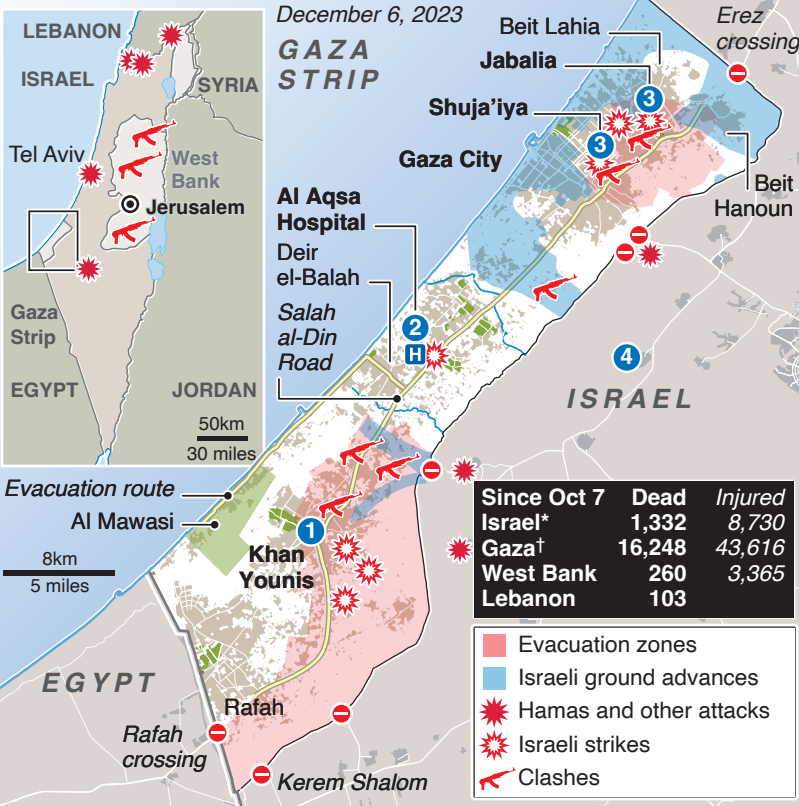 December 6, 2023
GAZA
STRIP
LEBANON
ISRAEL
SYRIA
Tel Aviv
West
Bank
Jerusalem
Gaza
Strip
EGYPT
JORDAN
50km
30 miles
Beit Lahia
Jabalia
Shuja’iya
Gaza City
Erez
crossing
3
3
Beit
Hanoun
Al Aqsa
Hospital
Deir
el-Balah
Salah
al-Din
Road
2
H
4
ISRAEL
Evacuation route
Al Mawasi
8km
5 miles
1
Khan
Younis
EGYPT
Rafah
Rafah
crossing
Kerem Shalom
Since Oct 7 Dead Injured
Israel* 1,332 8,730
Gaza† 16,248 43,616
West Bank 260 3,365
Lebanon 103
Evacuation zones
Israeli ground advances
Hamas and other attacks
Israeli strikes
Clashes